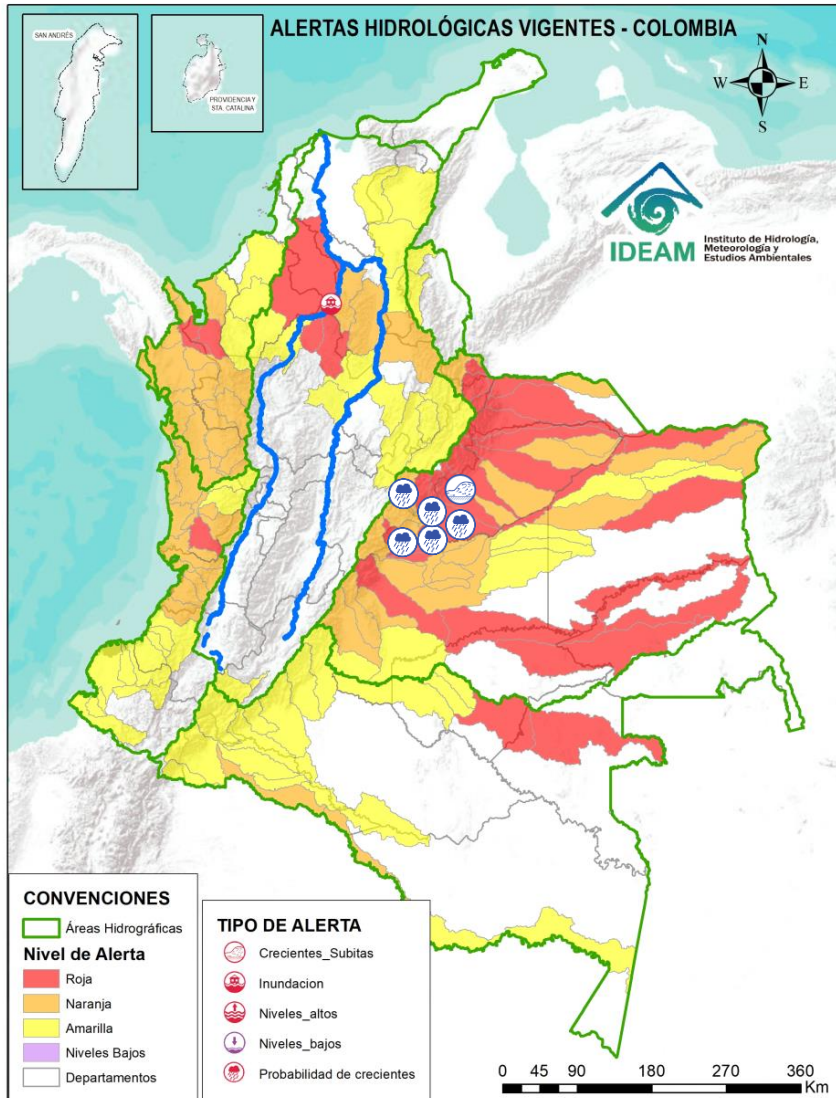 ALERTAS HIDROLÓGICAS VIGENTES - COLOMBIA
SAN ANDRÉS
PROVIDENCIA Y
STA. CATALINA
N
W
E
S
IDEAM
Instituto de Hidrología,
Meteorología y
Estudios Ambientales
CONVENCIONES
Áreas Hidrográficas
Nivel de Alerta
Roja
Naranja
Amarilla
Niveles Bajos
Departamentos
TIPO DE ALERTA
Crecientes_Subitas
Inundacion
Niveles_altos
Niveles_bajos
Probabilidad de crecientes
0 45 90 180 270 360
Km